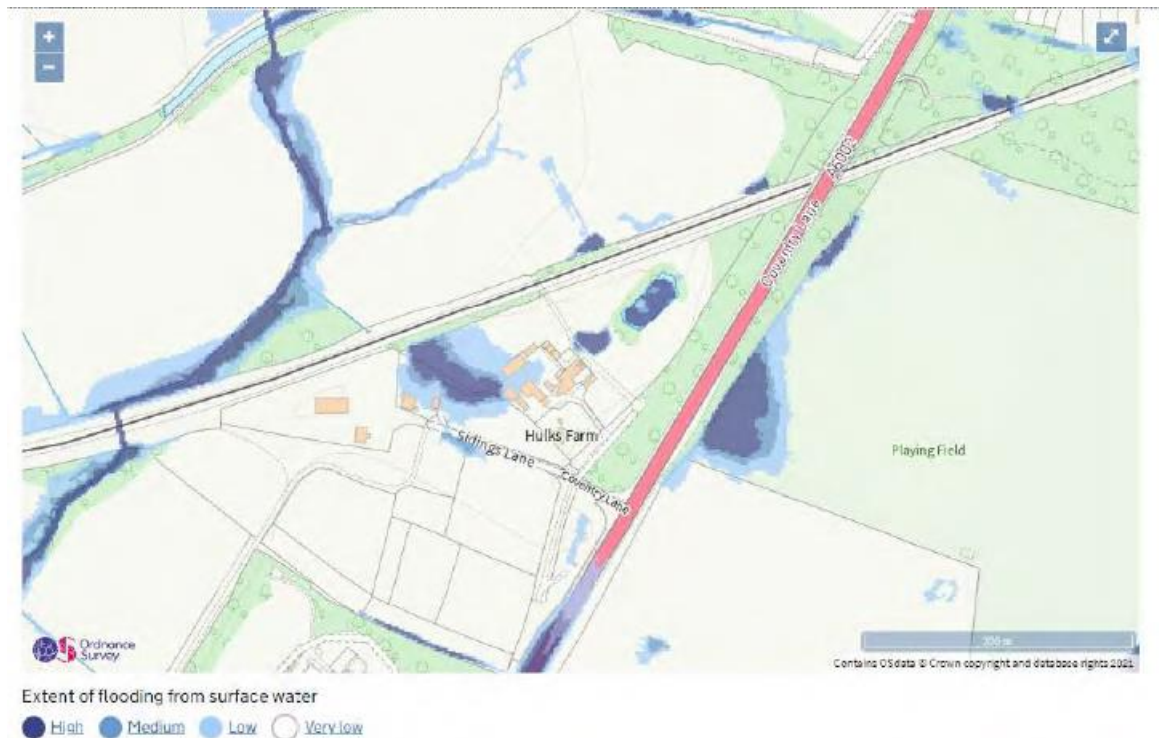 +
−
A6002
Coventry Lane
Hulks Farm
Sidings Lane
Coventry Lane
Playing Field
Ordnance
Survey
Contains OS data © Crown copyright and database rights 2021
Extent of flooding from surface water
High Medium Low Very low